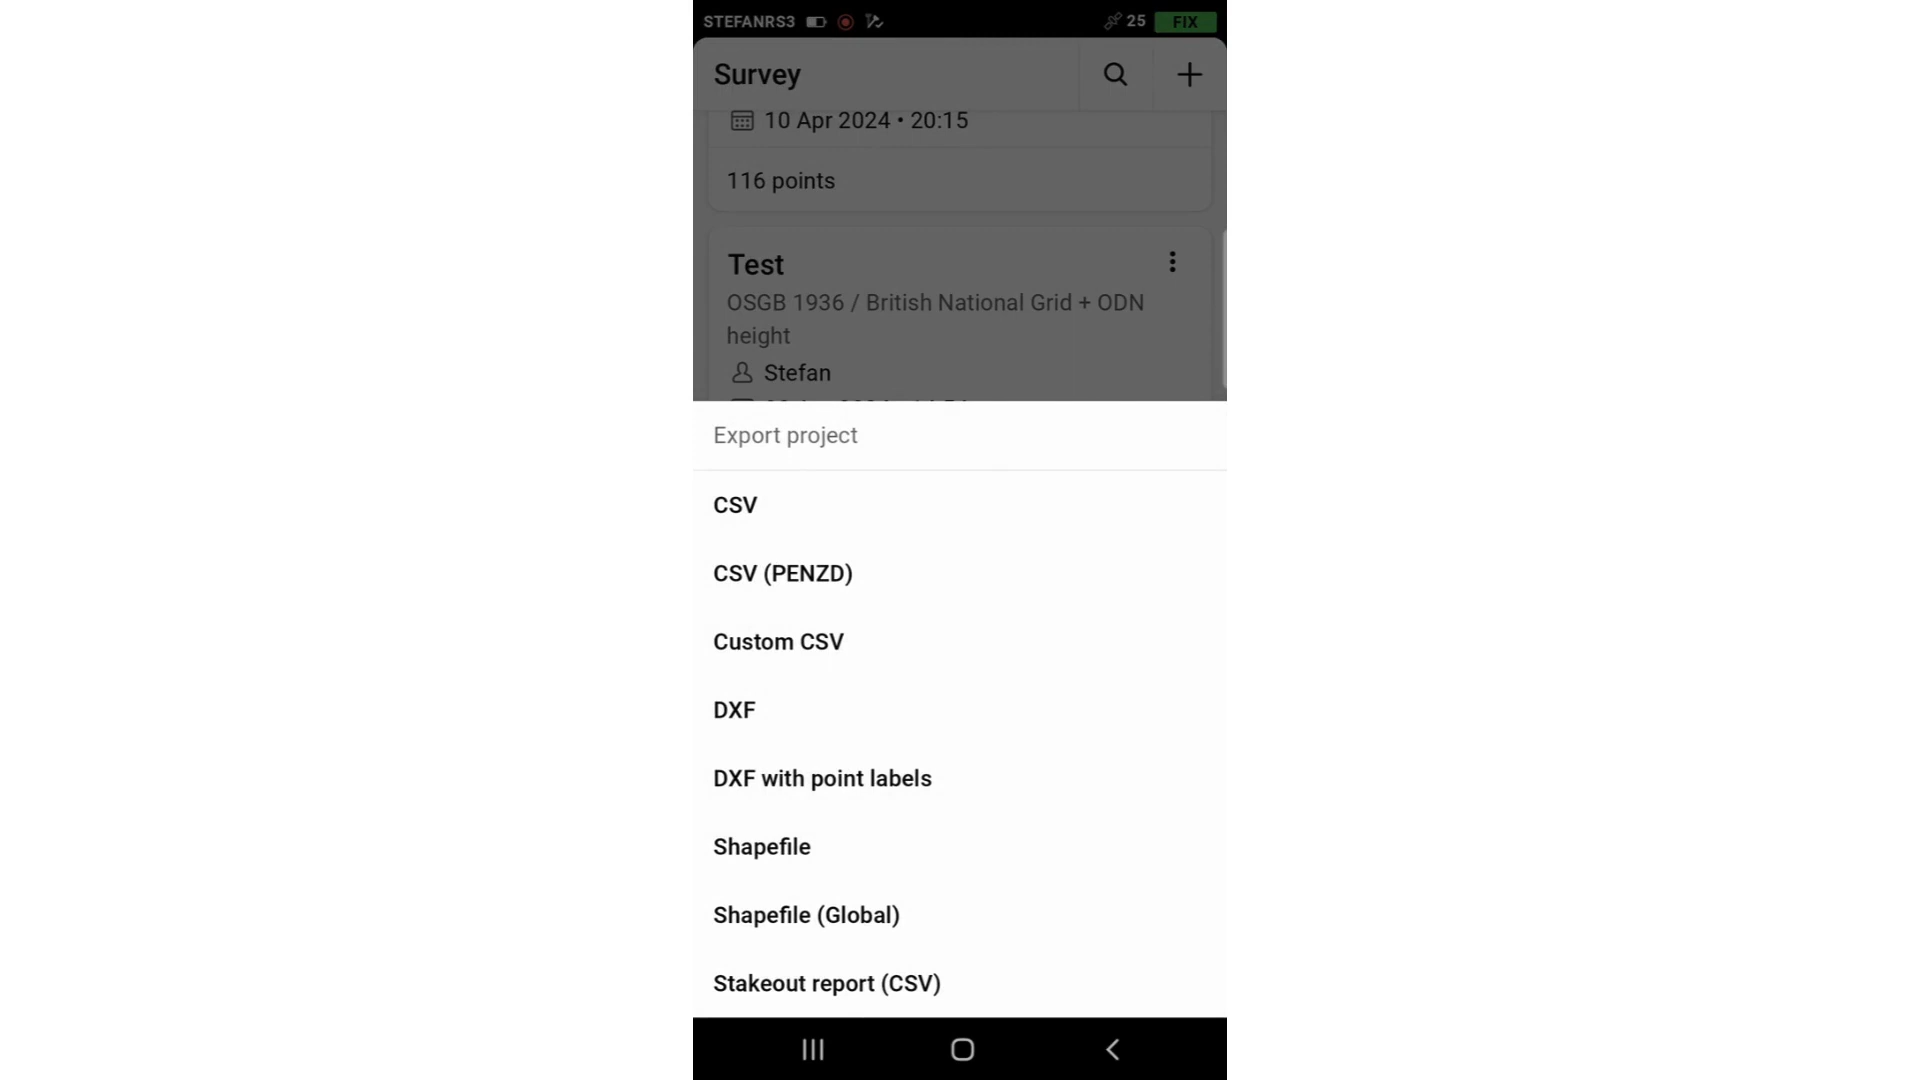 STEFANRS3
25
FIX
Survey
10 Apr 2024 • 20:15
116 points
Test
OSGB 1936 / British National Grid + ODN
height
Stefan
Export project
CSV
CSV (PENZD)
Custom CSV
DXF
DXF with point labels
Shapefile
Shapefile (Global)
Stakeout report (CSV)